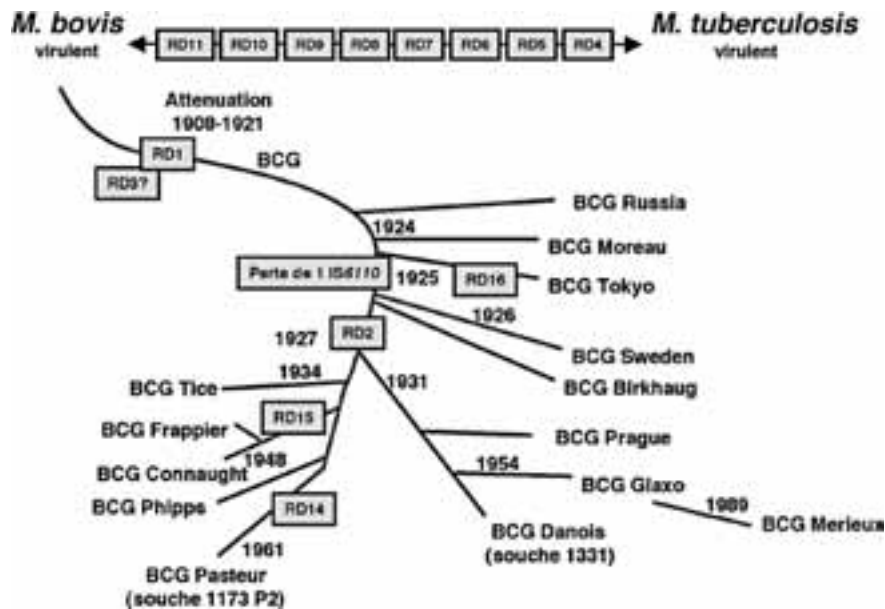 M. bovis
virulent
RD11 RD10 RD9 RD8 RD7 RD6 RD5 RD4
M. tuberculosis
virulent
Attenuation
1908-1921
RD1
RD3?
BCG
BCG Russia
1924
BCG Moreau
Perte de 1 IS6110
1925
RD16
BCG Tokyo
1926
1927
RD2
BCG Sweden
BCG Birkhaug
1934
1931
BCG Tice
RD15
BCG Frappier
BCG Prague
1948
BCG Connaught
1954
BCG Glaxo
BCG Phipps
RD14
1989
BCG Merieux
BCG Danois
(souche 1331)
1961
BCG Pasteur
(souche 1173 P2)